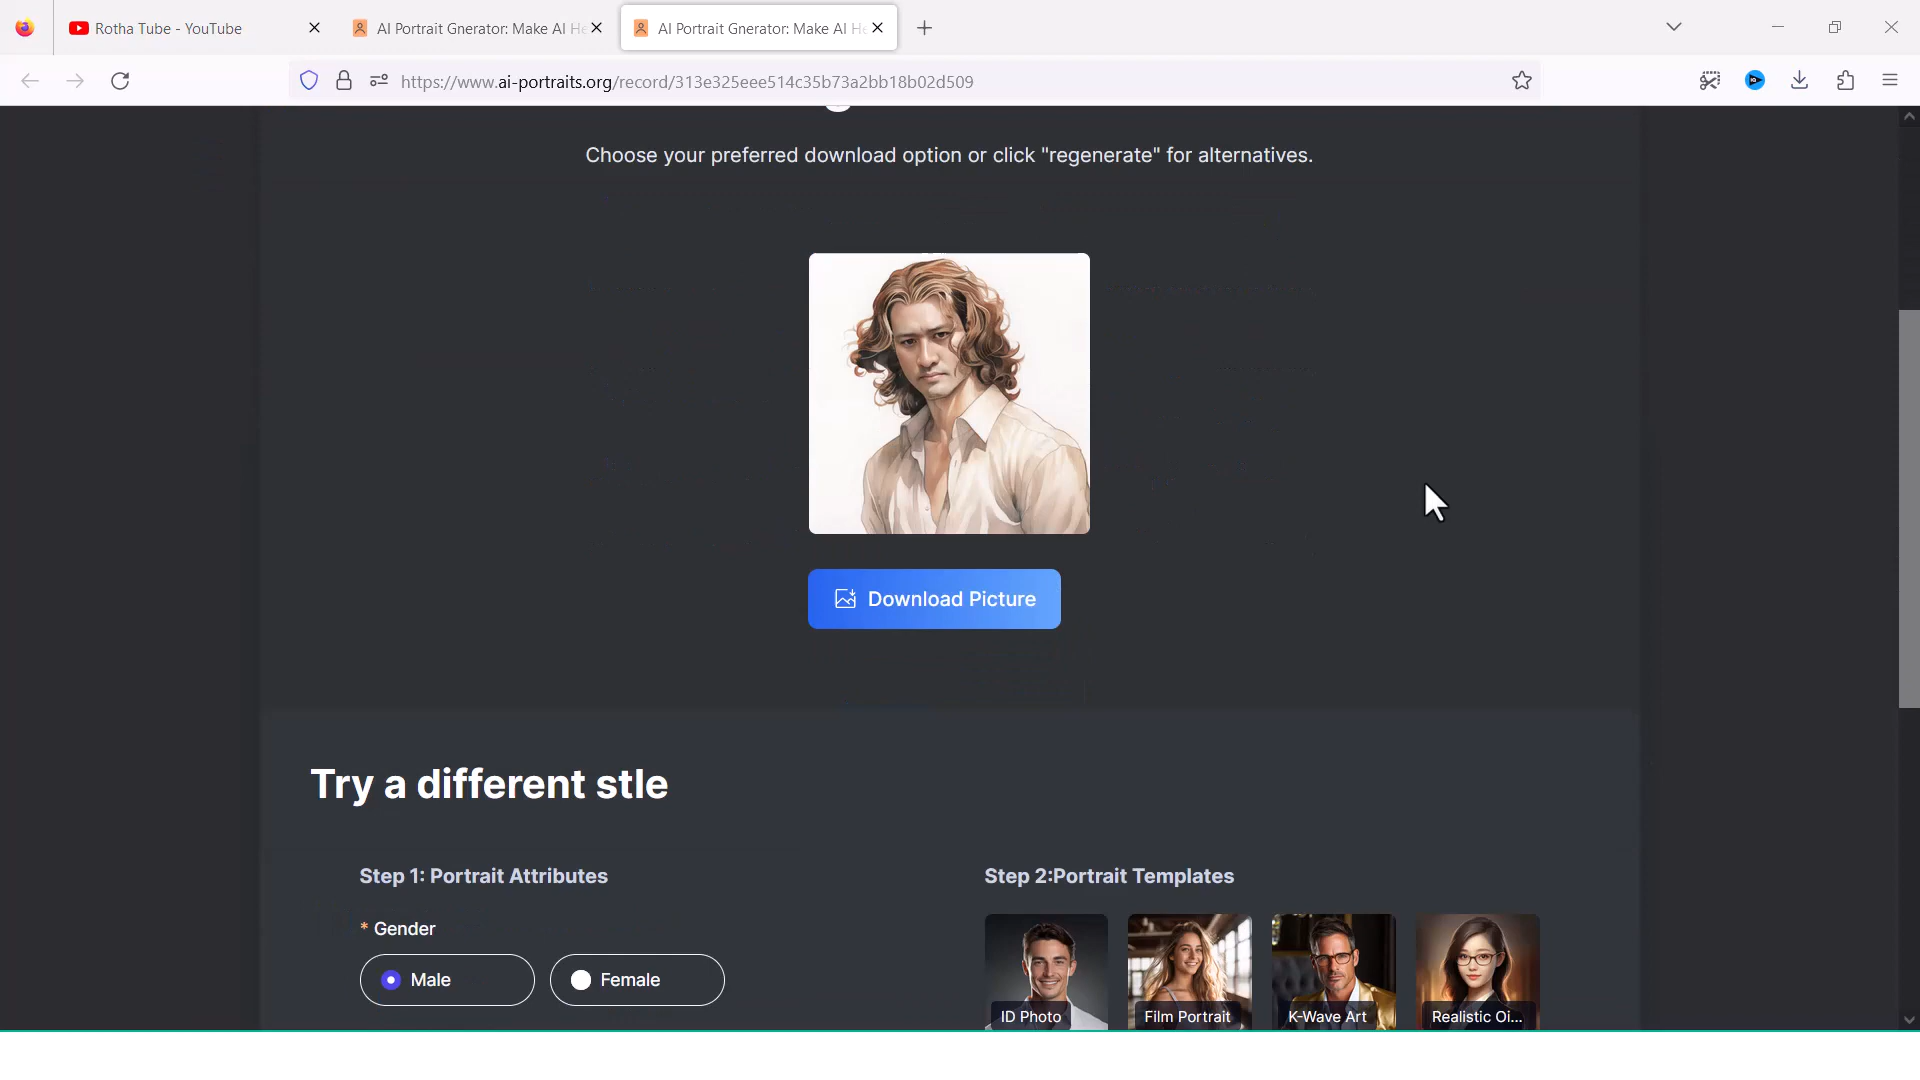 Rotha Tube - YouTube
AI Portrait Gnerator: Make AI He
AI Portrait Gnerator: Make AI He
https://www.ai-portraits.org/record/313e325eee514c35b73a2bb18b02d509
Choose your preferred download option or click "regenerate" for alternatives.
Download Picture
Try a different stle
Step 1: Portrait Attributes
Step 2:Portrait Templates
* Gender
Male
Female
ID Photo
Film Portrait
K-Wave Art
Realistic Oi...